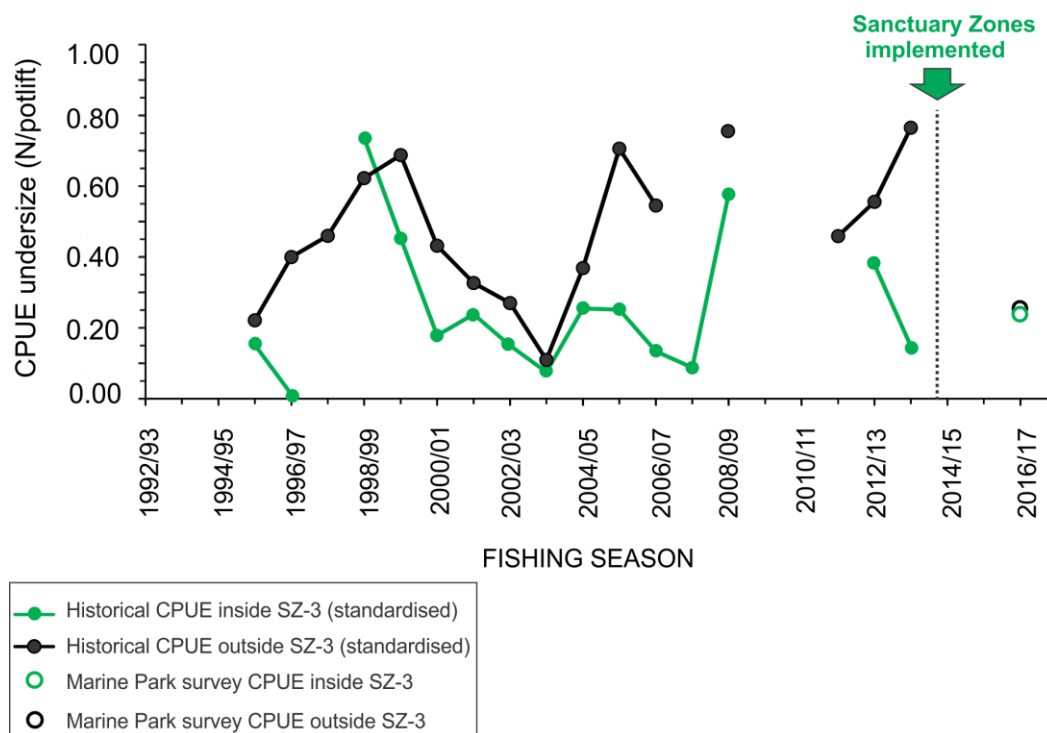 Sanctuary Zones
implemented
CPUE undersize (N/potlift)
1.00
0.80
0.60
0.40
0.20
0.00
1992/93
1994/95
1996/97
1998/99
2000/01
2002/03
2004/05
2006/07
2008/09
2010/11
2012/13
2014/15
2016/17
FISHING SEASON
Historical CPUE inside SZ-3 (standardised)
Historical CPUE outside SZ-3 (standardised)
Marine Park survey CPUE inside SZ-3
Marine Park survey CPUE outside SZ-3